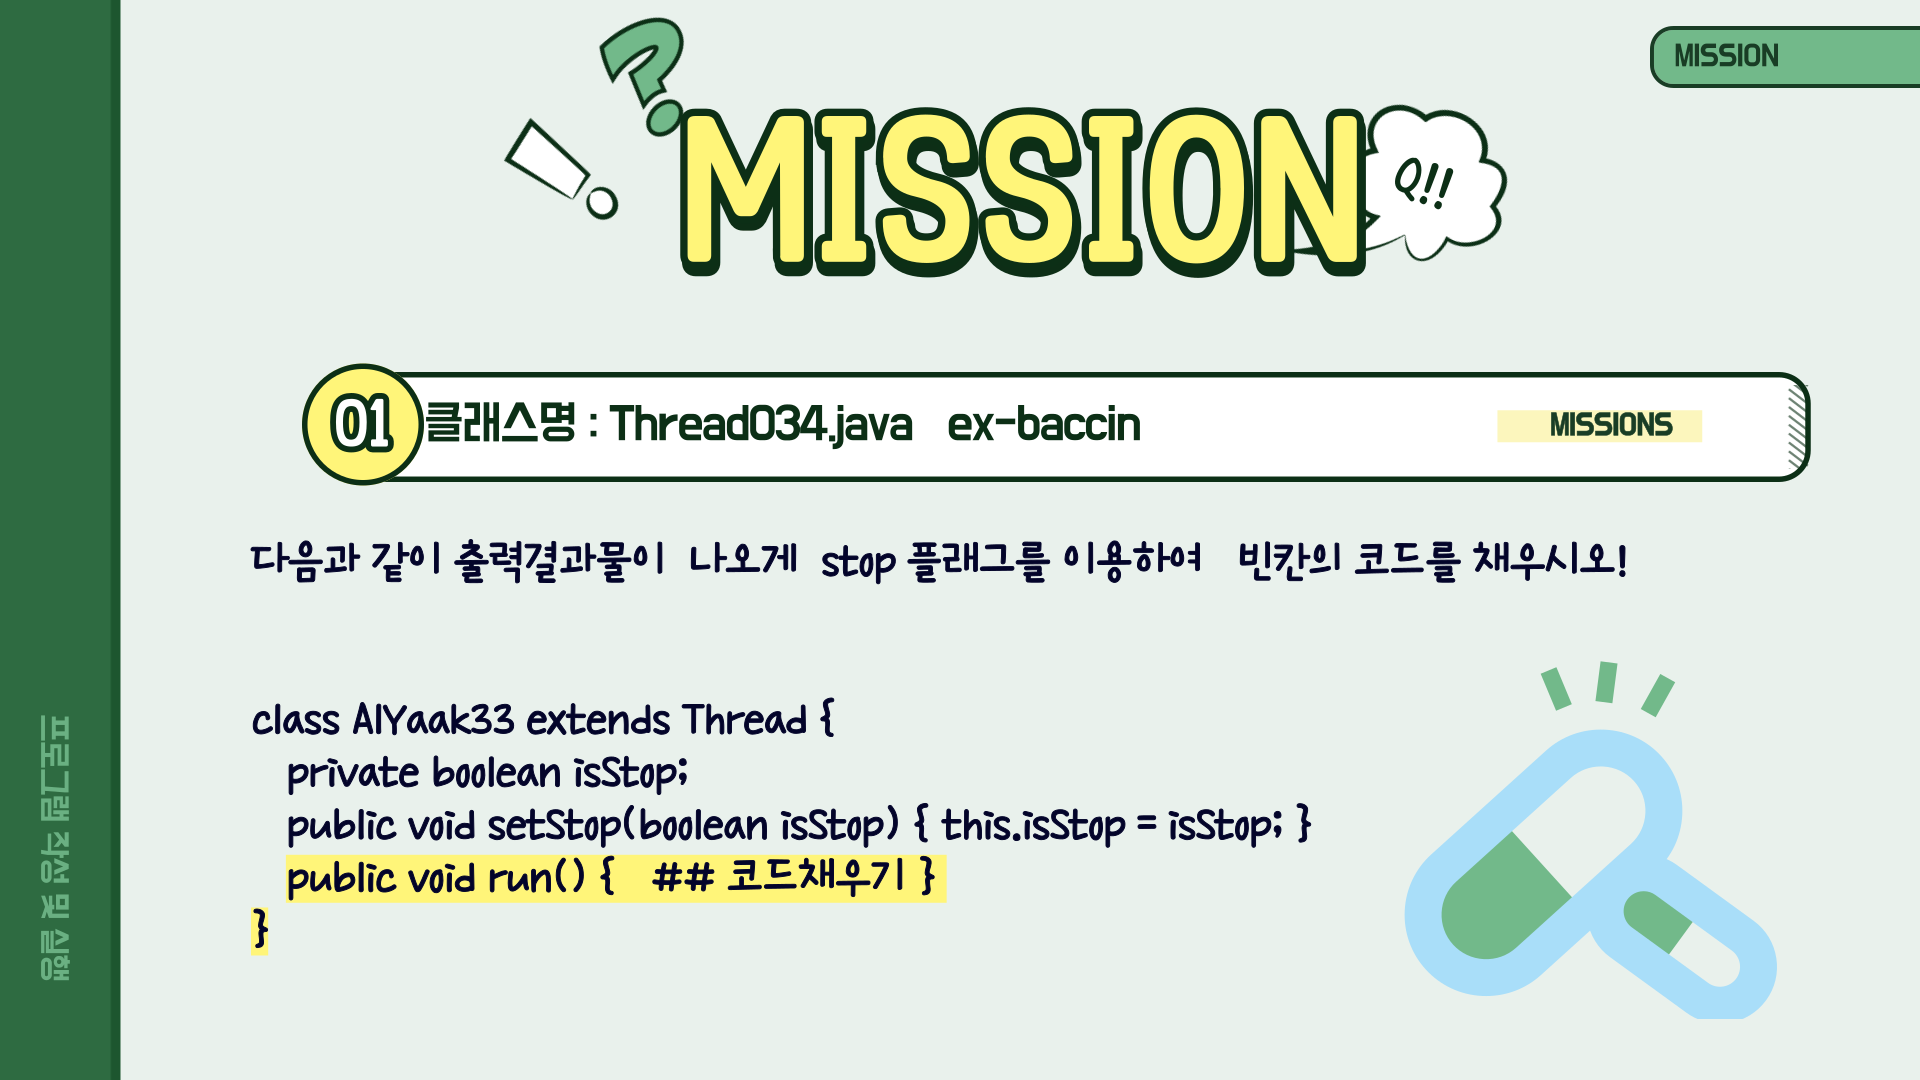 MISSION
?
!
MISSION
Q!!
01
클래스명 : Thread034.java ex-baccin
MISSIONS
다음과 같이 출력결과물이 나오게 stop 플래그를 이용하여 빈칸의 코드를 채우시오!
class AlYaak33 extends Thread {
private boolean isStop;
public void setStop(boolean isStop) { this.isStop = isStop; }
public void run() { ## 코드채우기 }
}
프로그램 작성 및 실행